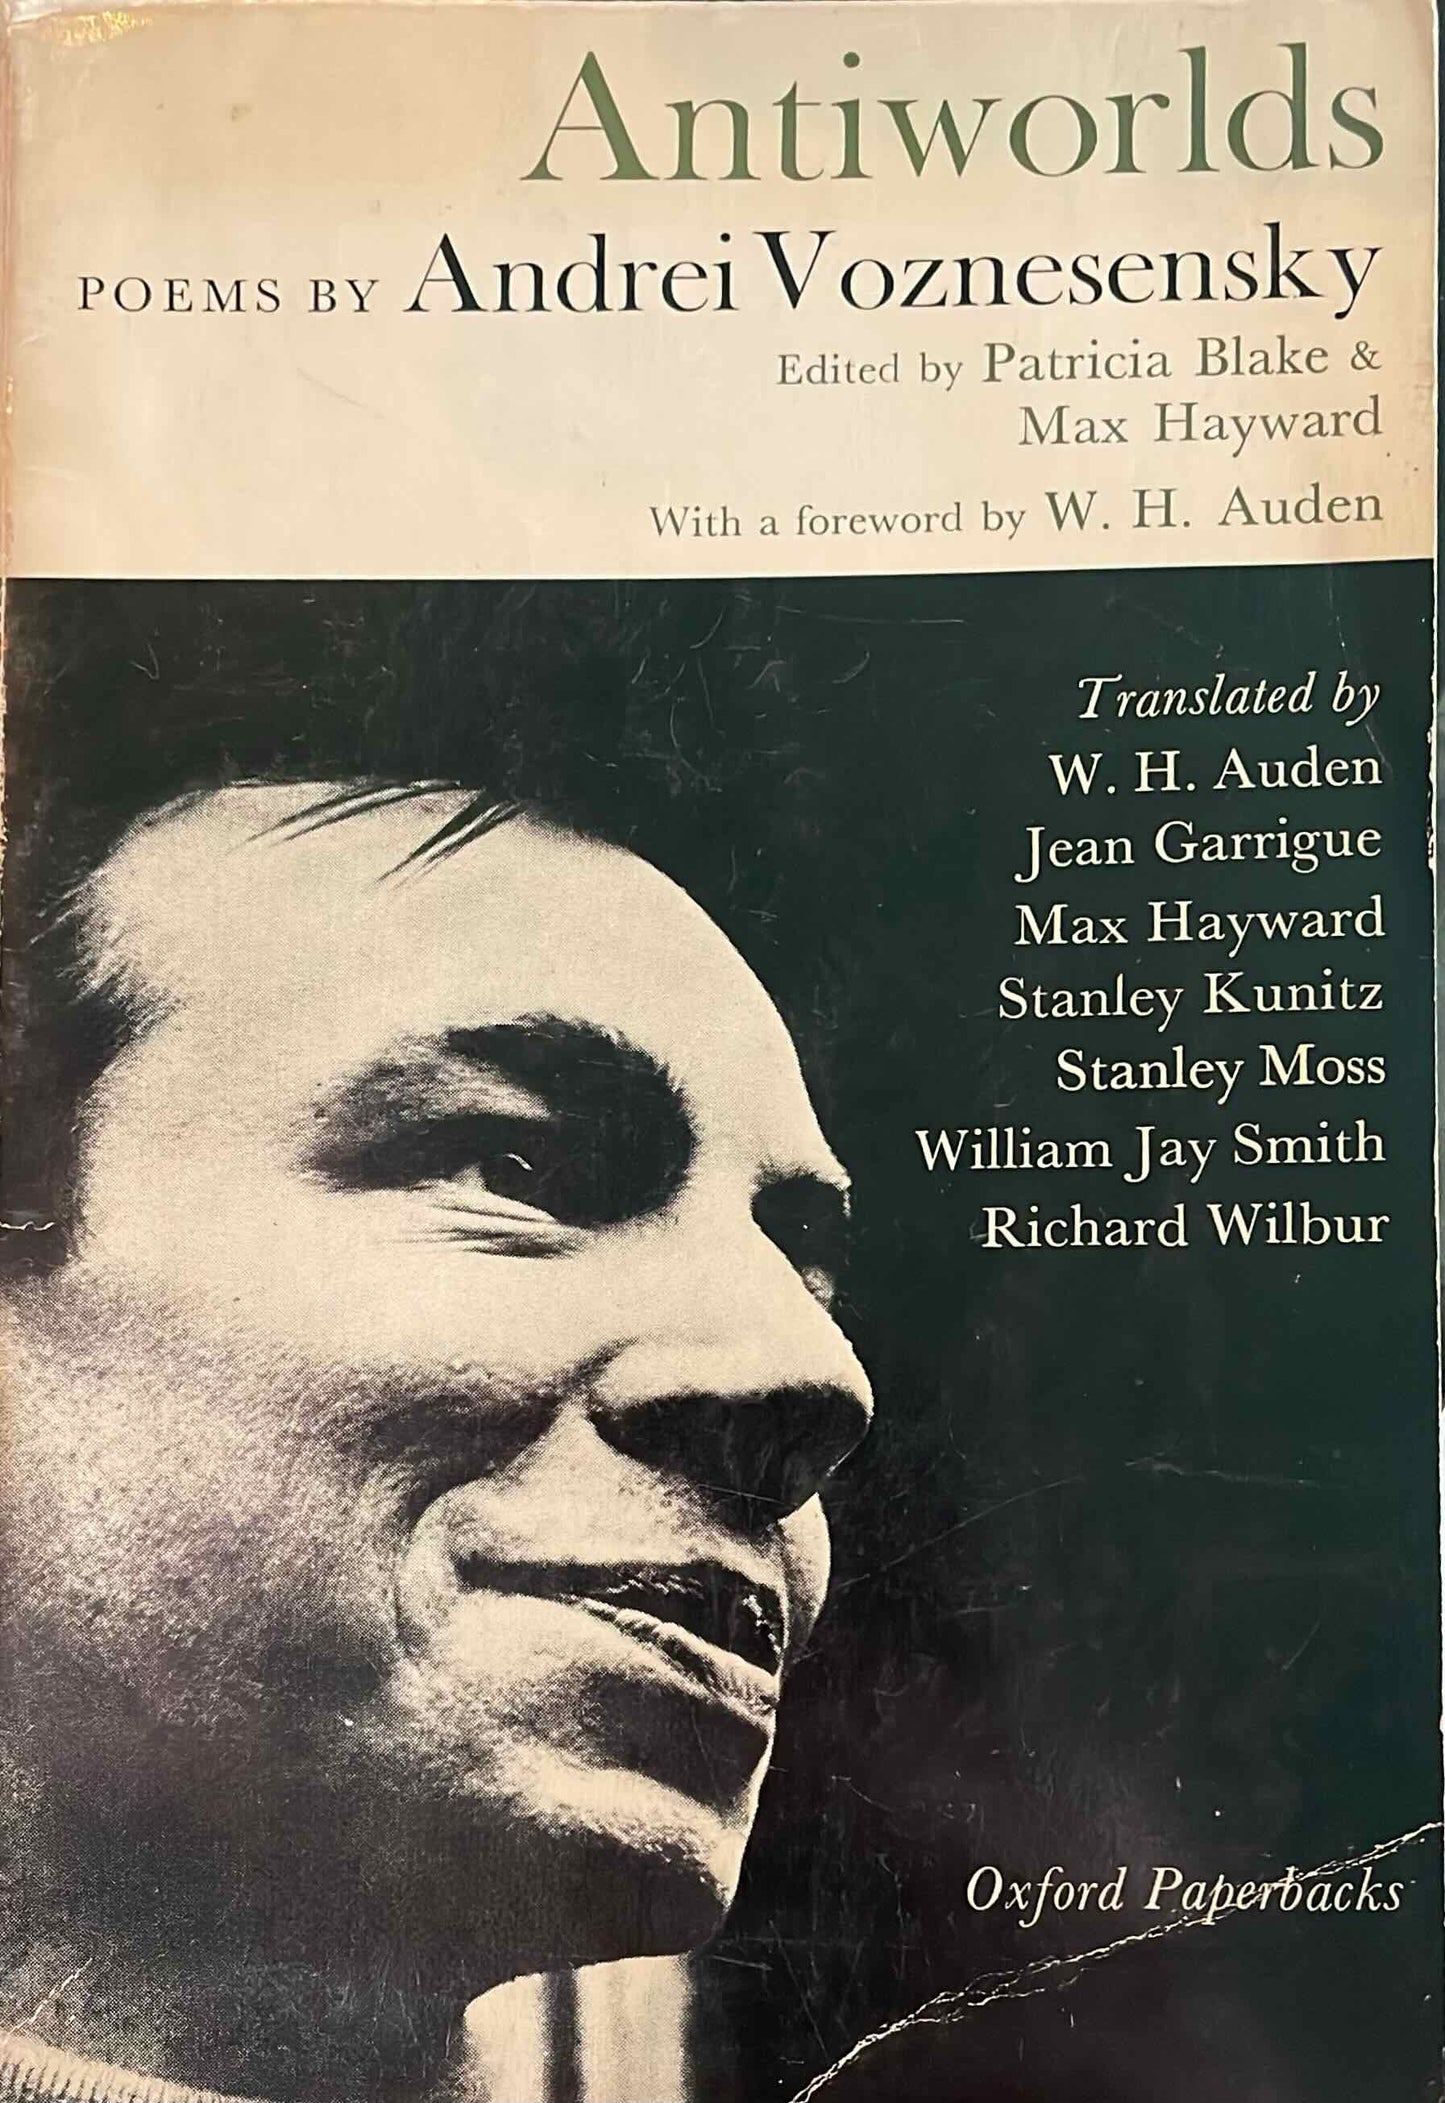 Antiworlds
POEMS BY Andrei Voznesensky
Edited by Patricia Blake &
Max Hayward
With a foreword by W. H. Auden
Translated by
W. H. Auden
Jean Garrigue
Max Hayward
Stanley Kunitz
Stanley Moss
William Jay Smith
Richard Wilbur
Oxford Paperbacks